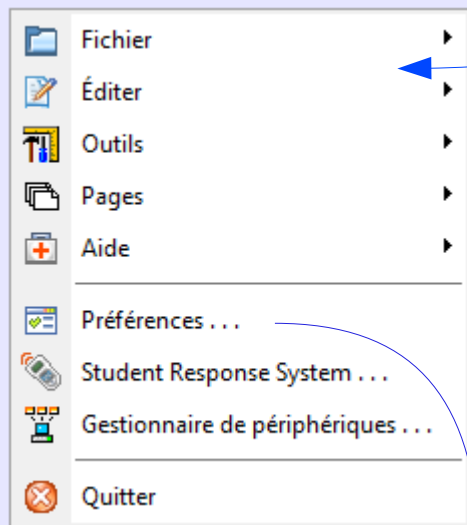 Fichier
Éditer
Outils
Pages
Aide
Préférences . . .
Student Response System . . .
Gestionnaire de périphériques . . .
Quitter